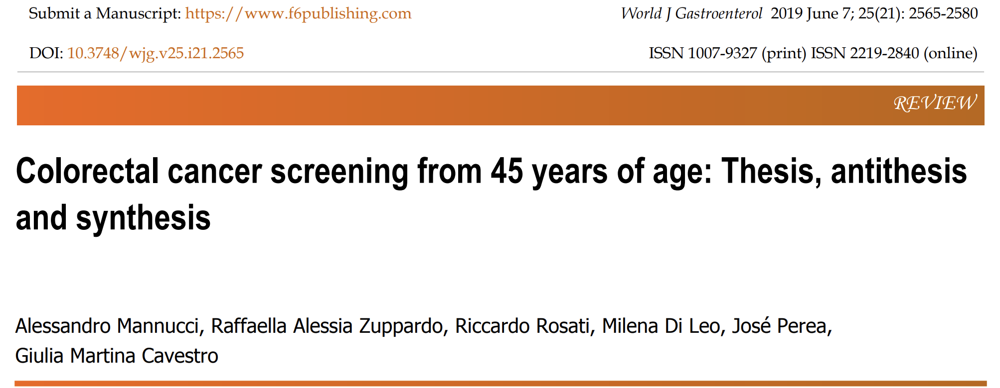 Submit a Manuscript: https://www.f6publishing.com
World J Gastroenterol 2019 June 7; 25(21): 2565-2580
DOI: 10.3748/wjg.v25.i21.2565
ISSN 1007-9327 (print) ISSN 2219-2840 (online)
REVIEW
Colorectal cancer screening from 45 years of age: Thesis, antithesis
and synthesis
Alessandro Mannucci, Raffaella Alessia Zuppardo, Riccardo Rosati, Milena Di Leo, José Perea,
Giulia Martina Cavestro